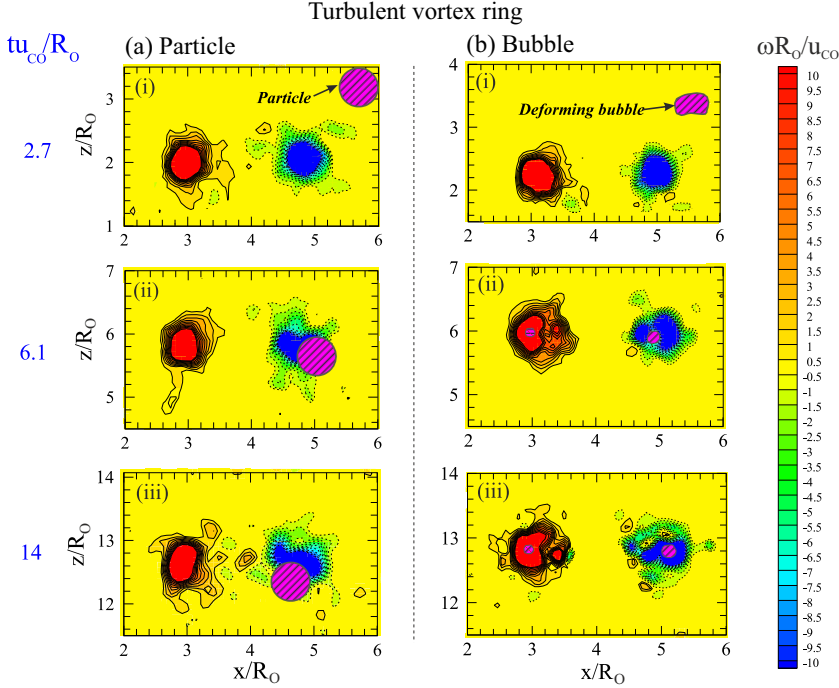 Turbulent vortex ring
tu_CO/R_O
(a) Particle
(b) Bubble
ωR_O/u_CO
(i)
Particle
z/R_O
3
2
1
2 3 4 5 6
2.7
(i)
Deforming bubble
4
3
2
2 3 4 5 6
(ii)
z/R_O
7
6
5
2 3 4 5 6
6.1
(ii)
7
6
5
2 3 4 5 6
(iii)
z/R_O
14
13
12
2 3 4 5 6
x/R_O
14
(iii)
14
13
12
2 3 4 5 6
x/R_O
10
9.5
9
8.5
8
7.5
7
6.5
6
5.5
5
4.5
4
3.5
3
2.5
2
1.5
1
0.5
-0.5
-1
-1.5
-2
-2.5
-3
-3.5
-4
-4.5
-5
-5.5
-6
-6.5
-7
-7.5
-8
-8.5
-9
-9.5
-10